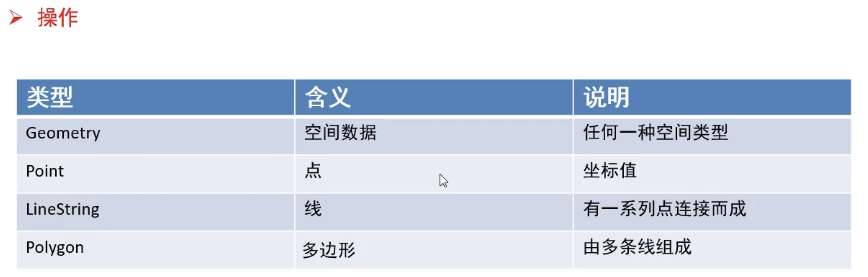 操作
类型 含义 说明
Geometry 空间数据 任何一种空间类型
Point 点 坐标值
LineString 线 有一系列点连接而成
Polygon 多边形 由多条线组成